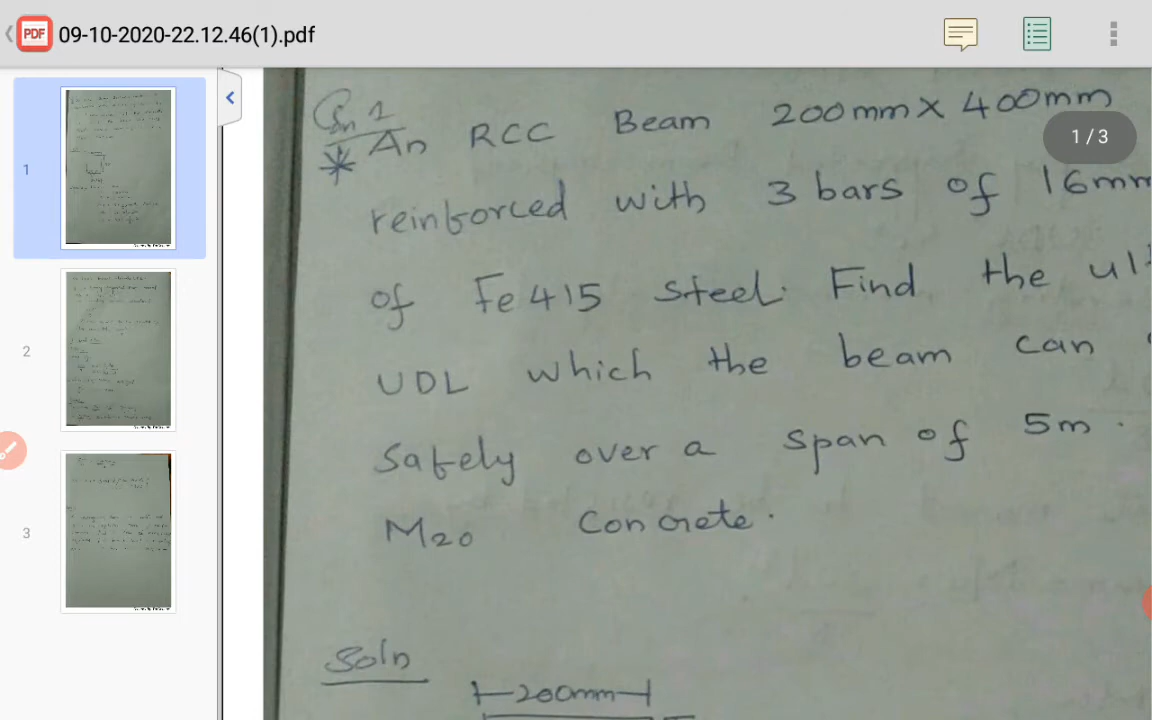 09-10-2020-22.12.46(1).pdf
PDF
1 / 3
1
2
3
Qn 1
* An RCC Beam 200mm X 400mm
reinforced with 3 bars of 16mm
of Fe415 steel. Find the ult
UDL which the beam can
Safely over a span of 5m.
M20 Concrete.
Soln
200mm